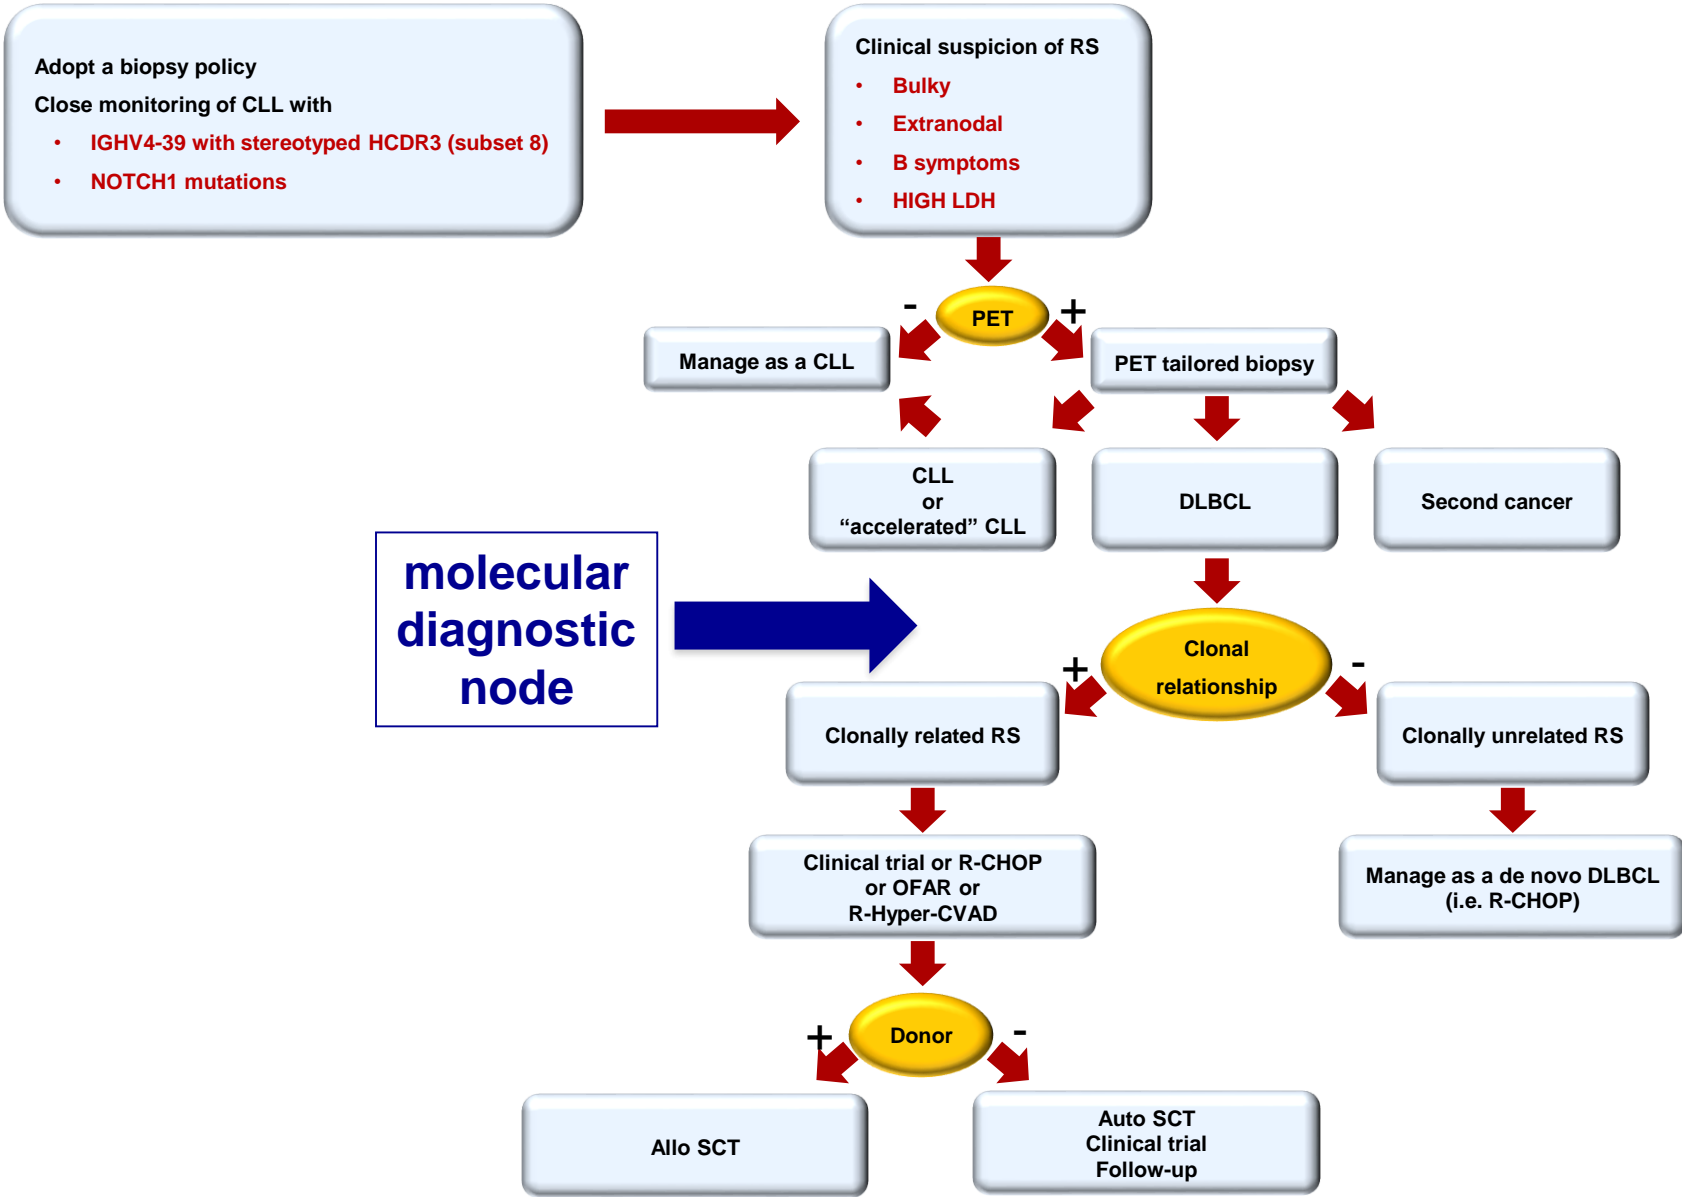 Adopt a biopsy policy
Close monitoring of CLL with
• IGHV4-39 with stereotyped HCDR3 (subset 8)
• NOTCH1 mutations
Clinical suspicion of RS
• Bulky
• Extranodal
• B symptoms
• HIGH LDH
-
PET
+
Manage as a CLL
PET tailored biopsy
CLL
or
“accelerated” CLL
DLBCL
Second cancer
molecular
diagnostic
node
+
Clonal
relationship
-
Clonally related RS
Clonally unrelated RS
Clinical trial or R-CHOP
or OFAR or
R-Hyper-CVAD
Manage as a de novo DLBCL
(i.e. R-CHOP)
+
Donor
-
Allo SCT
Auto SCT
Clinical trial
Follow-up